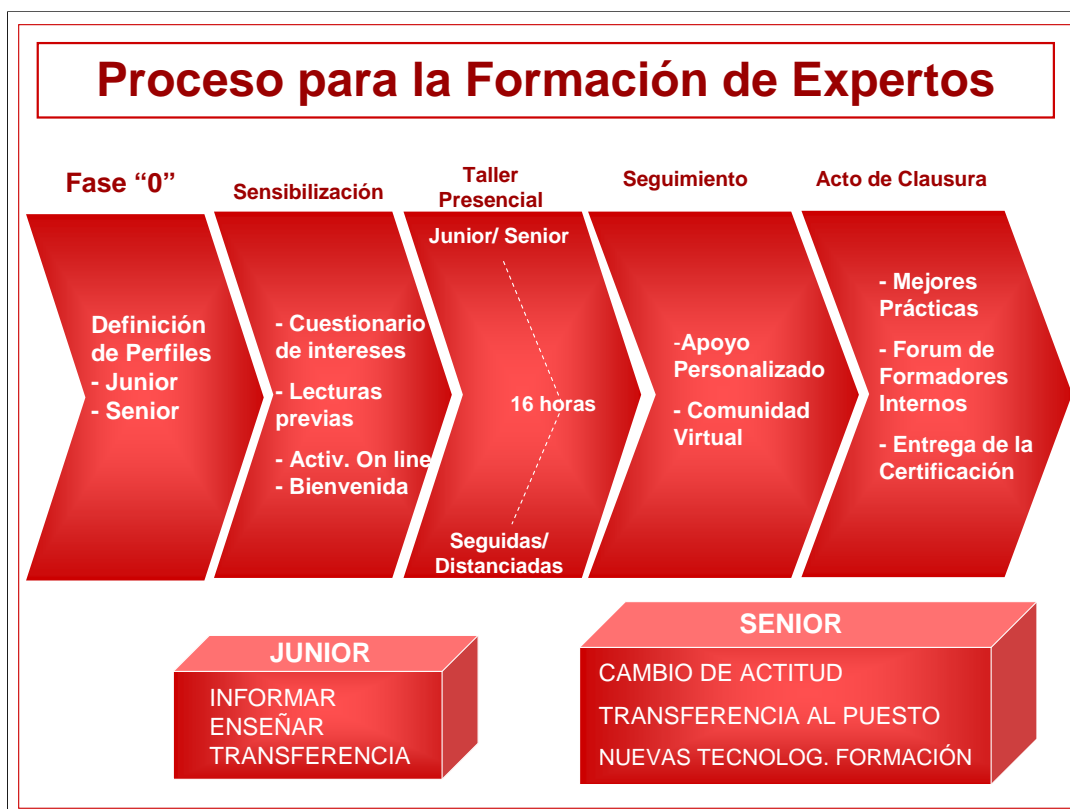 Proceso para la Formación de Expertos
Fase “0”
Definición
de Perfiles
- Junior
- Senior
Sensibilización
- Cuestionario
de intereses
- Lecturas
previas
- Activ. On line
- Bienvenida
Taller
Presencial
Junior/ Senior
16 horas
Seguidas/
Distanciadas
Seguimiento
-Apoyo
Personalizado
- Comunidad
Virtual
Acto de Clausura
- Mejores
Prácticas
- Forum de
Formadores
Internos
- Entrega de la
Certificación
JUNIOR
INFORMAR
ENSEÑAR
TRANSFERENCIA
SENIOR
CAMBIO DE ACTITUD
TRANSFERENCIA AL PUESTO
NUEVAS TECNOLOG. FORMACIÓN